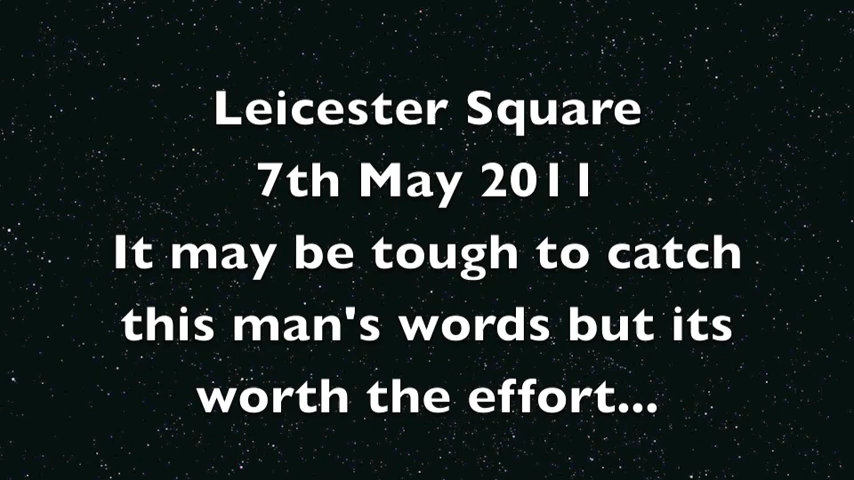 Leicester Square
7th May 2011
It may be tough to catch
this man's words but its
worth the effort...